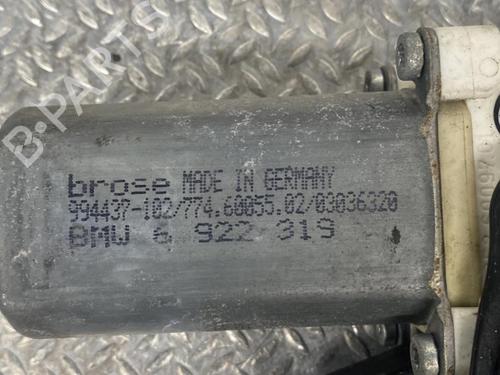 B-PARTS
brose MADE IN GERMANY
994437-102/774.60055.02/03036320
BMW 6 922 319